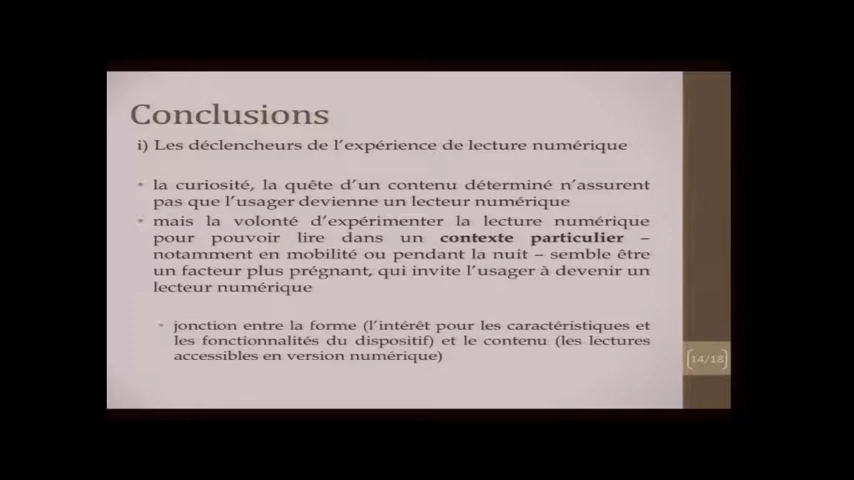 Conclusions
i) Les déclencheurs de l'expérience de lecture numérique
• la curiosité, la quête d'un contenu déterminé n'assurent
pas que l'usager devienne un lecteur numérique
• mais la volonté d'expérimenter la lecture numérique
pour pouvoir lire dans un contexte particulier –
notamment en mobilité ou pendant la nuit – semble être
un facteur plus prégnant, qui invite l'usager à devenir un
lecteur numérique
• jonction entre la forme (l'intérêt pour les caractéristiques et
les fonctionnalités du dispositif) et le contenu (les lectures
accessibles en version numérique)
14/18